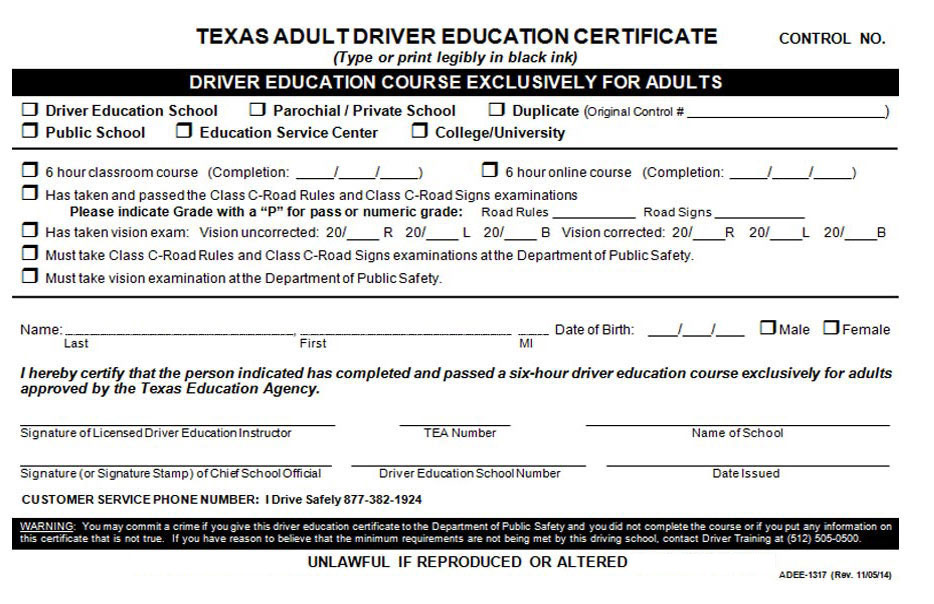 TEXAS ADULT DRIVER EDUCATION CERTIFICATE CONTROL NO.
(Type or print legibly in black ink)
DRIVER EDUCATION COURSE EXCLUSIVELY FOR ADULTS
☐ Driver Education School ☐ Parochial / Private School ☐ Duplicate (Original Control # ____________________)
☐ Public School ☐ Education Service Center ☐ College/University
☐ 6 hour classroom course (Completion: _____/_____/_____) ☐ 6 hour online course (Completion: _____/_____/_____)
☐ Has taken and passed the Class C-Road Rules and Class C-Road Signs examinations
Please indicate Grade with a “P” for pass or numeric grade: Road Rules ___________ Road Signs ___________
☐ Has taken vision exam: Vision uncorrected: 20/____ R 20/____ L 20/____ B Vision corrected: 20/____R 20/____L 20/____B
☐ Must take Class C-Road Rules and Class C-Road Signs examinations at the Department of Public Safety.
☐ Must take vision examination at the Department of Public Safety.
Name: ____________________, ____________________ ____ Date of Birth: ____/____/____ ☐ Male ☐ Female
Last First MI
I hereby certify that the person indicated has completed and passed a six-hour driver education course exclusively for adults
approved by the Texas Education Agency.
Signature of Licensed Driver Education Instructor TEA Number Name of School
Signature (or Signature Stamp) of Chief School Official Driver Education School Number Date Issued
CUSTOMER SERVICE PHONE NUMBER: I Drive Safely 877-382-1924
WARNING: You may commit a crime if you give this driver education certificate to the Department of Public Safety and you did not complete the course or if you put any information on
this certificate that is not true. If you have reason to believe that the minimum requirements are not being met by this driving school, contact Driver Training at (512) 505-0500.
UNLAWFUL IF REPRODUCED OR ALTERED
ADEE-1317 (Rev. 11/05/14)